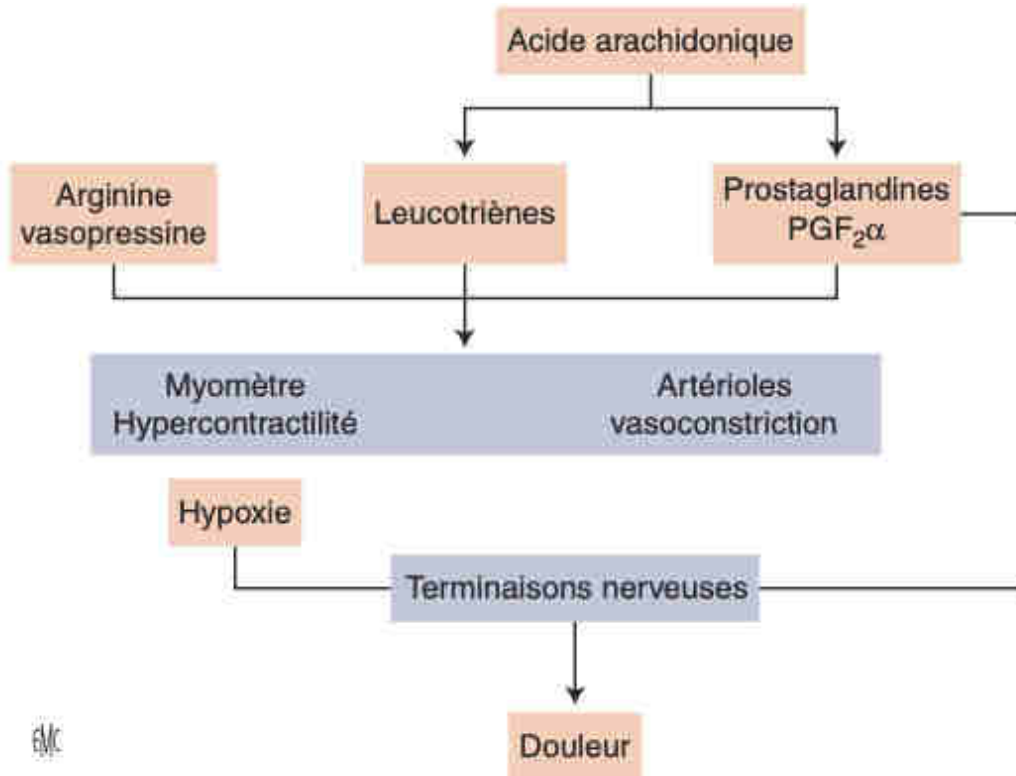 Acide arachidonique
Arginine
vasopressine
Leucotriènes
Prostaglandines
PGF₂α
Myomètre
Hypercontractilité
Artérioles
vasoconstriction
Hypoxie
Terminaisons nerveuses
Douleur
EMC